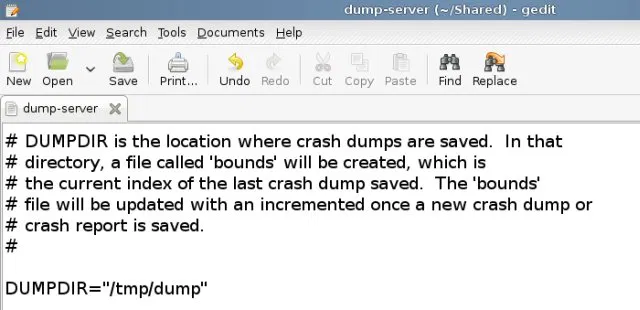 dump-server (~/Shared) - gedit
File Edit View Search Tools Documents Help
New Open Save Print... Undo Redo Cut Copy Paste Find Replace
dump-server
# DUMPDIR is the location where crash dumps are saved.  In that
# directory, a file called 'bounds' will be created, which is
# the current index of the last crash dump saved.  The 'bounds'
# file will be updated with an incremented once a new crash dump or
# crash report is saved.
#
DUMPDIR="/tmp/dump"